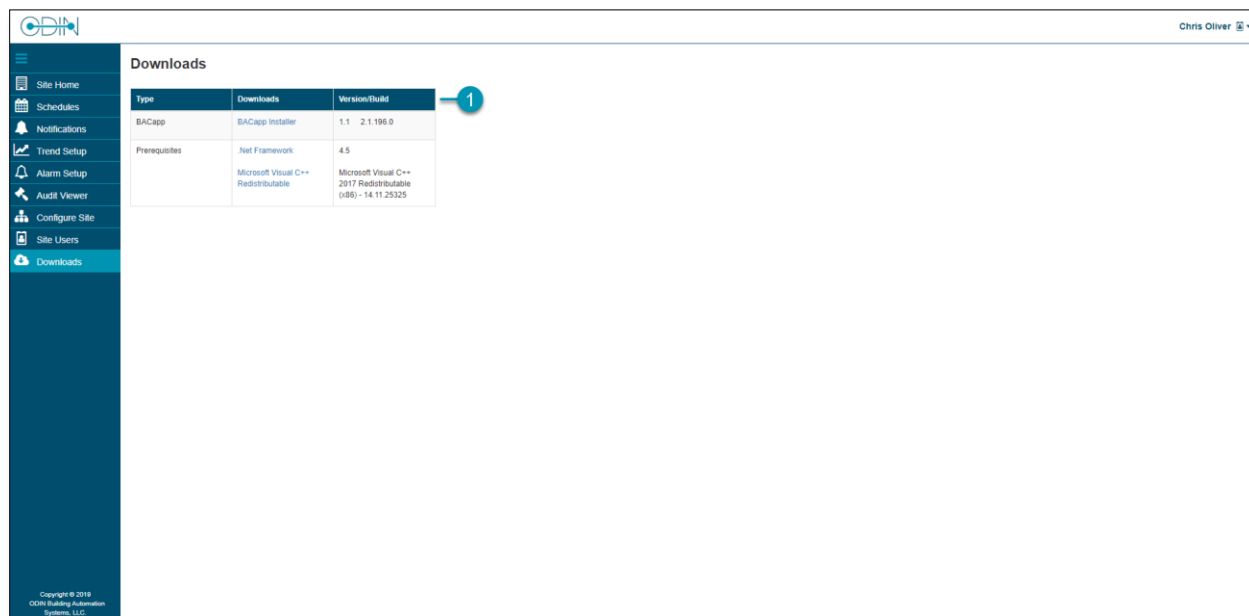 ODIN
Chris Oliver
Downloads
Site Home
Schedules
Notifications
Trend Setup
Alarm Setup
Audit Viewer
Configure Site
Site Users
Downloads
Type Downloads Version/Build
1
BACapp BACapp Installer 1.1 2.1.196.0
Prerequisites .Net Framework 4.5
Microsoft Visual C++ Microsoft Visual C++
Redistributable 2017 Redistributable
(x86) - 14.11.25325
Copyright © 2019
ODIN Building Automation
Systems, LLC.